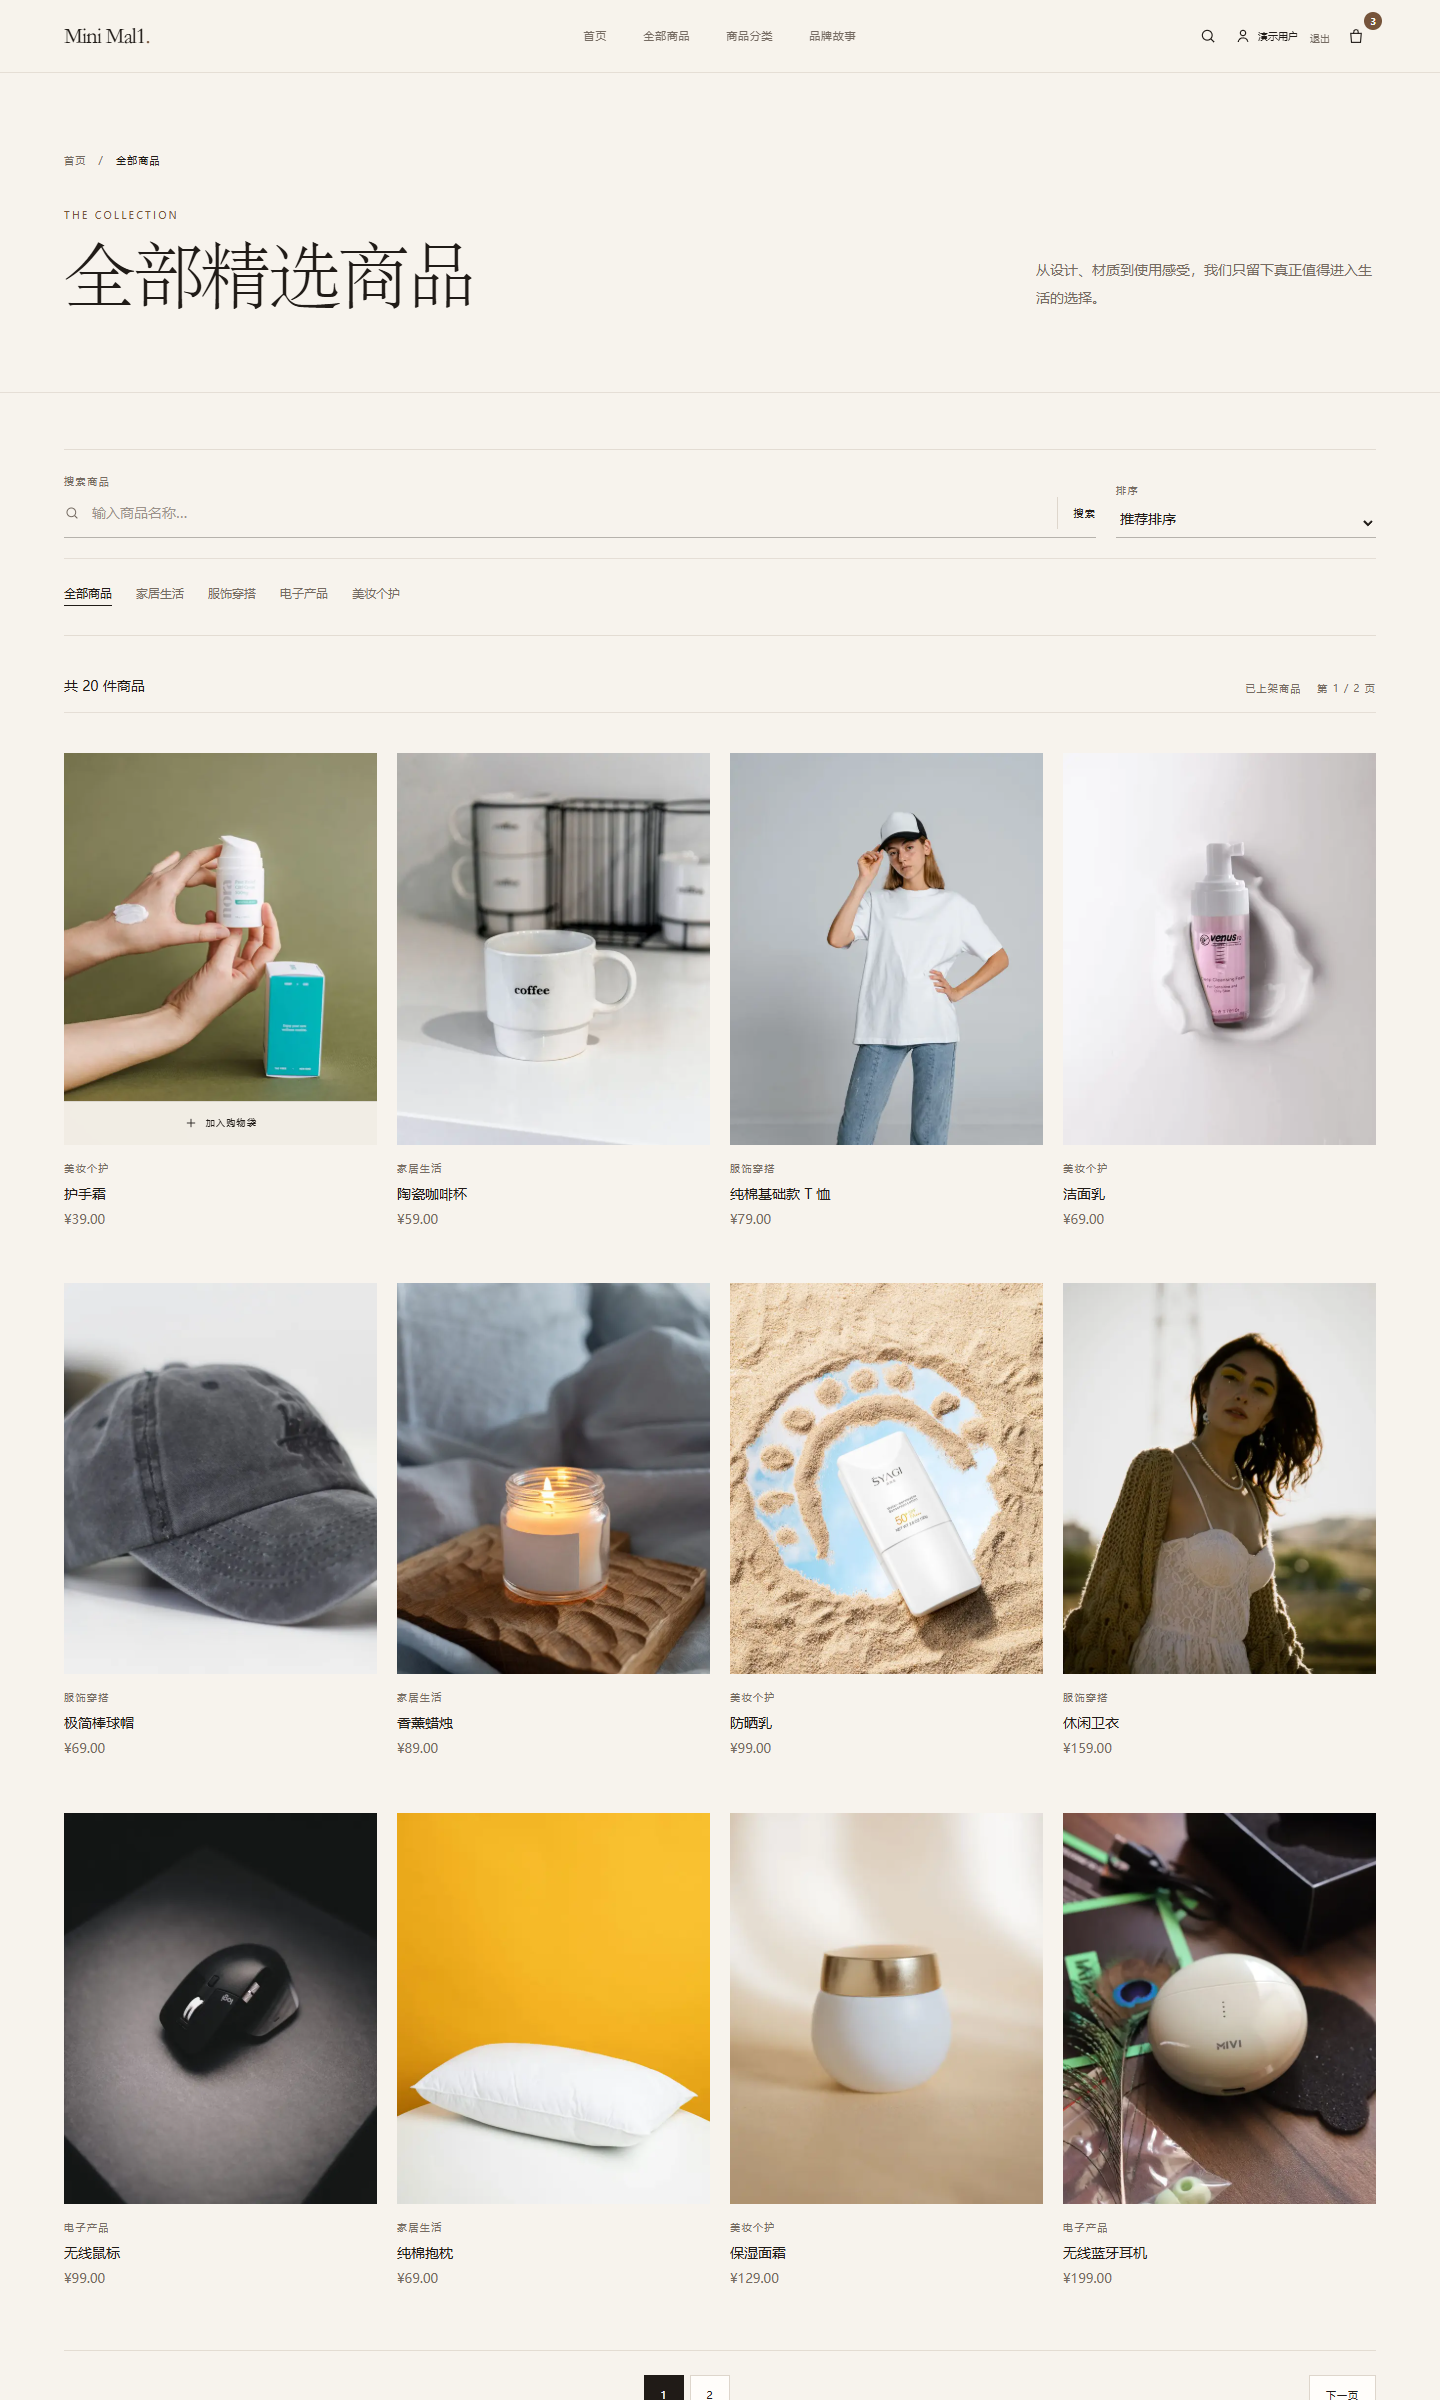 Mini Mal1.
首页 全部商品 商品分类 品牌故事
演示用户 退出 3
首页 / 全部商品
THE COLLECTION
全部精选商品
从设计、材质到使用感受，我们只留下真正值得进入生
活的选择。
搜索商品
输入商品名称...
搜索
排序
推荐排序
全部商品 家居生活 服饰穿搭 电子产品 美妆个护
共 20 件商品
已上架商品 第 1 / 2 页
coffee
venus
加入购物袋
美妆个护
护手霜
¥39.00
家居生活
陶瓷咖啡杯
¥59.00
服饰穿搭
纯棉基础款 T 恤
¥79.00
美妆个护
洁面乳
¥69.00
SYAGI
50
服饰穿搭
极简棒球帽
¥69.00
家居生活
香薰蜡烛
¥89.00
美妆个护
防晒乳
¥99.00
服饰穿搭
休闲卫衣
¥159.00
logi
MIVI
电子产品
无线鼠标
¥99.00
家居生活
纯棉抱枕
¥69.00
美妆个护
保湿面霜
¥129.00
电子产品
无线蓝牙耳机
¥199.00
1 2
下一页